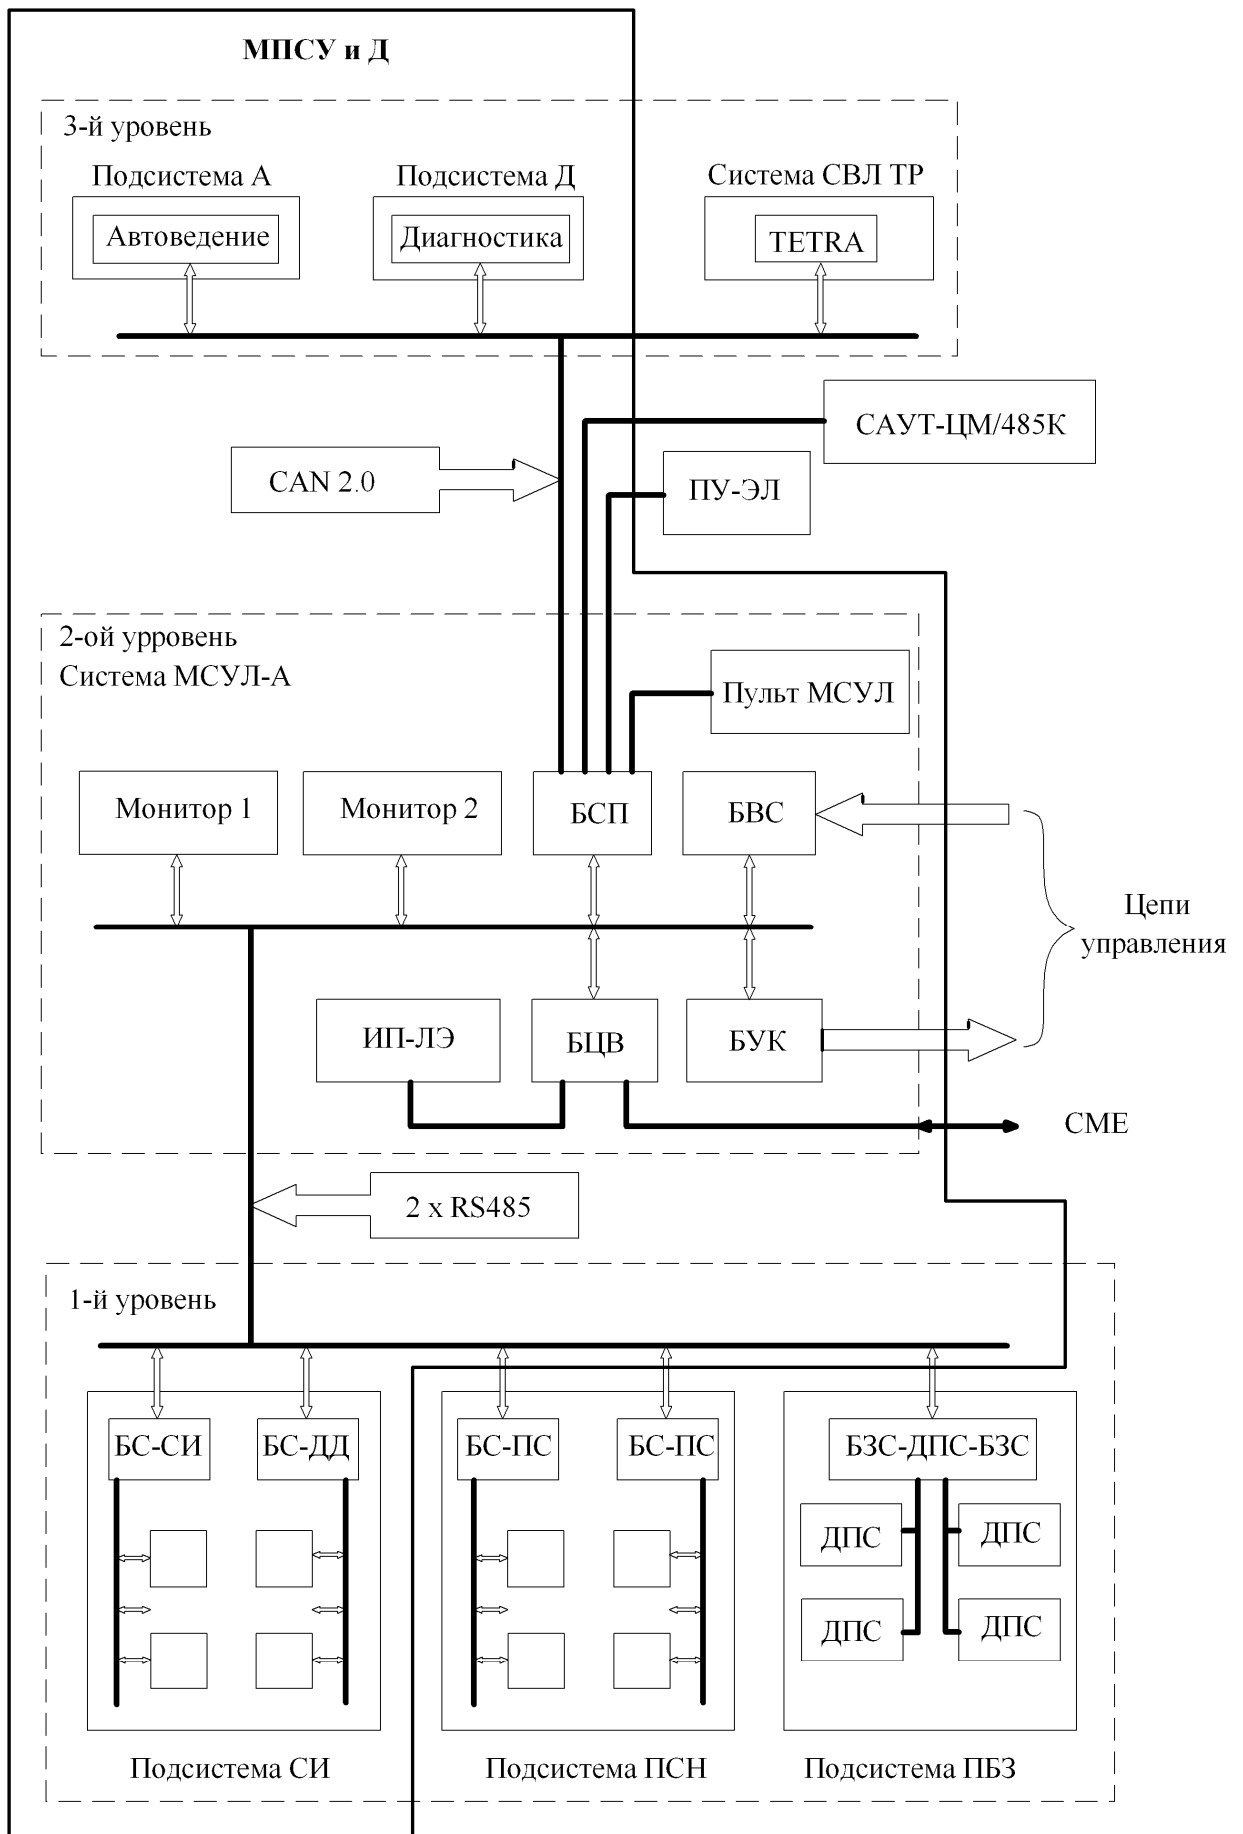 МПСУ и Д
3-й уровень
Подсистема А
Подсистема Д
Система СВЛ ТР
Автоведение
Диагностика
TETRA
САУТ-ЦМ/485К
CAN 2.0
ПУ-ЭЛ
2-ой урровень
Система МСУЛ-А
Пульт МСУЛ
Монитор 1
Монитор 2
БСП
БВС
Цепи
управления
ИП-ЛЭ
БЦВ
БУК
СМЕ
2 x RS485
1-й уровень
БС-СИ
БС-ДД
БС-ПС
БС-ПС
БЗС-ДПС-БЗС
ДПС
ДПС
ДПС
ДПС
Подсистема СИ
Подсистема ПСН
Подсистема ПБЗ